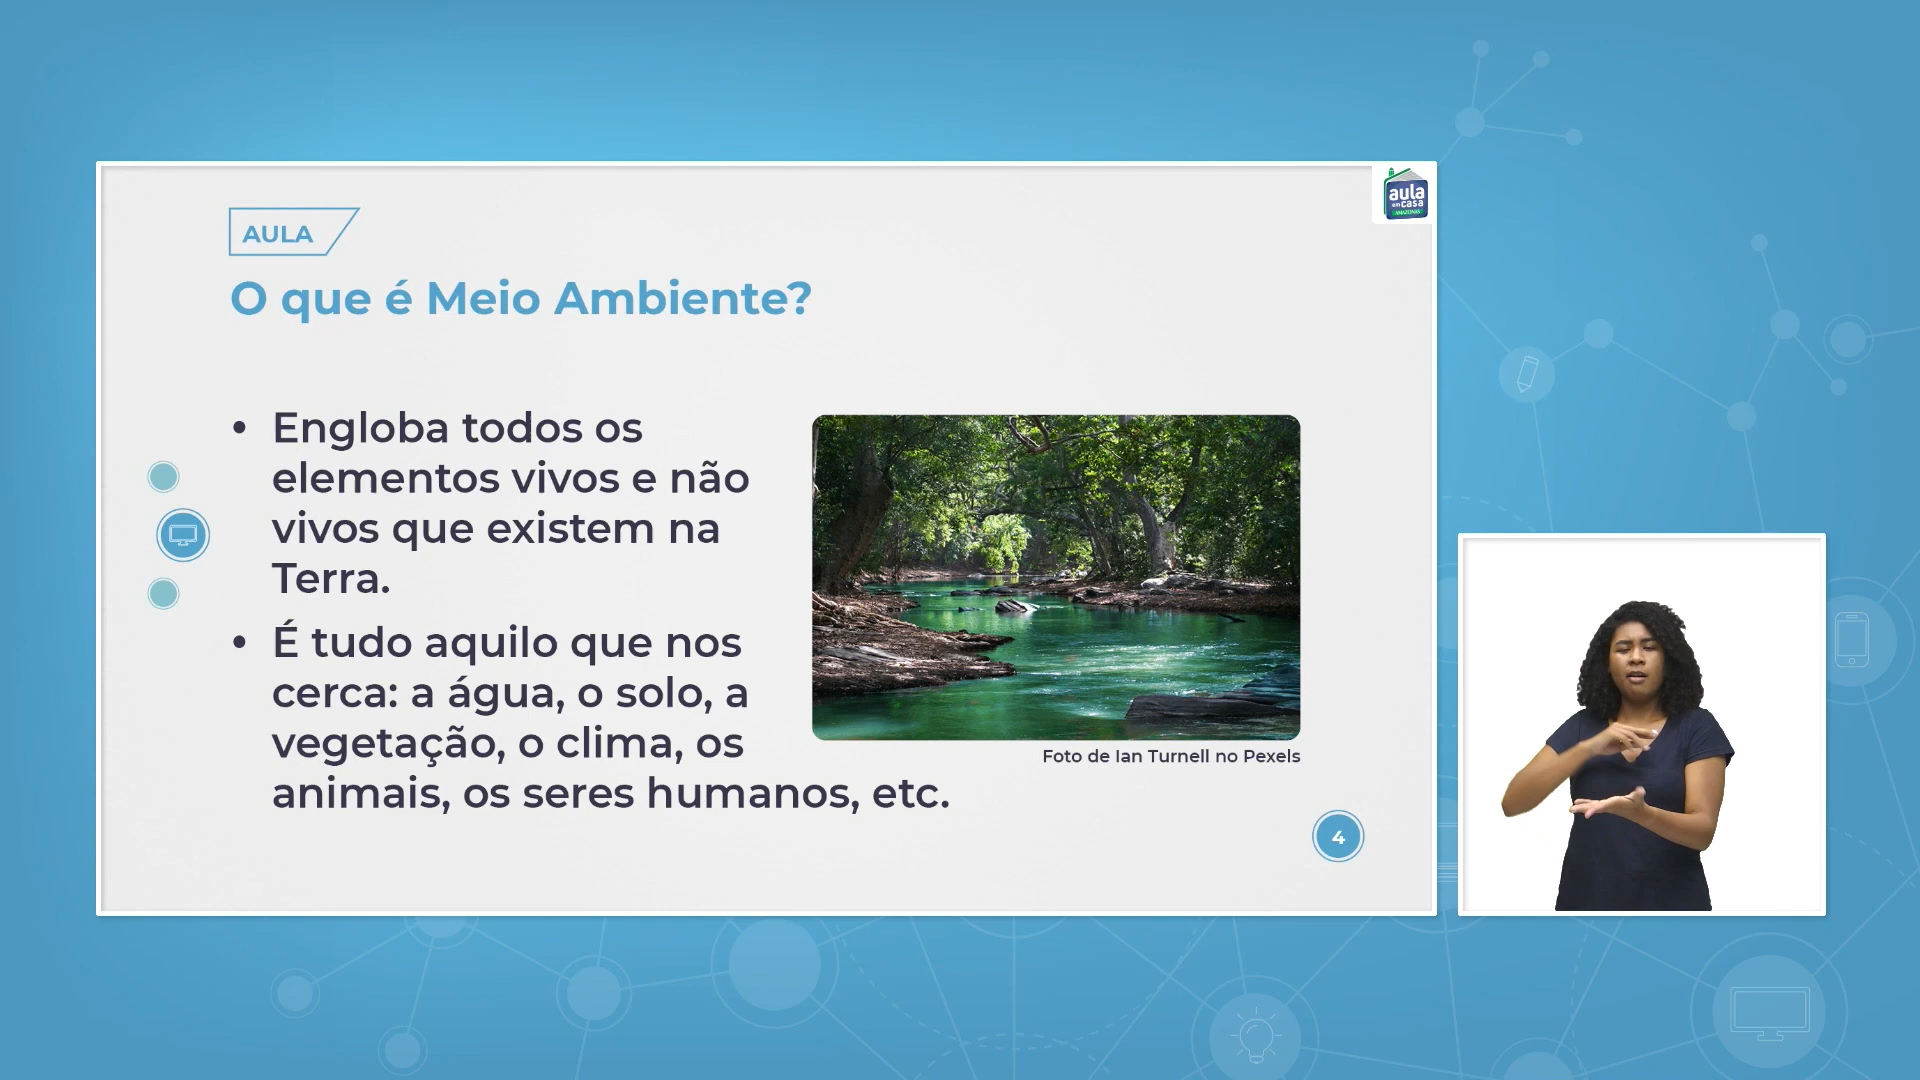 aula
em casa
AMAZONAS
AULA
O que é Meio Ambiente?
• Engloba todos os
elementos vivos e não
vivos que existem na
Terra.
• É tudo aquilo que nos
cerca: a água, o solo, a
vegetação, o clima, os
animais, os seres humanos, etc.
Foto de Ian Turnell no Pexels
4